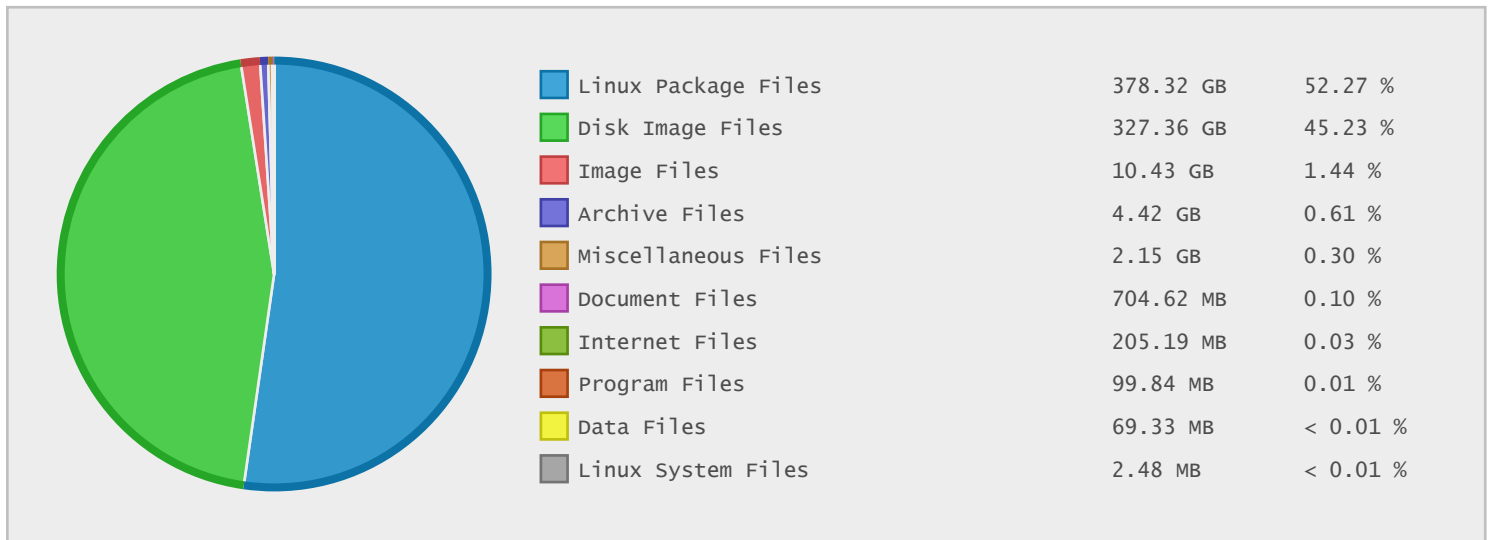 Linux Package Files 378.32 GB 52.27 %
Disk Image Files 327.36 GB 45.23 %
Image Files 10.43 GB 1.44 %
Archive Files 4.42 GB 0.61 %
Miscellaneous Files 2.15 GB 0.30 %
Document Files 704.62 MB 0.10 %
Internet Files 205.19 MB 0.03 %
Program Files 99.84 MB 0.01 %
Data Files 69.33 MB < 0.01 %
Linux System Files 2.48 MB < 0.01 %